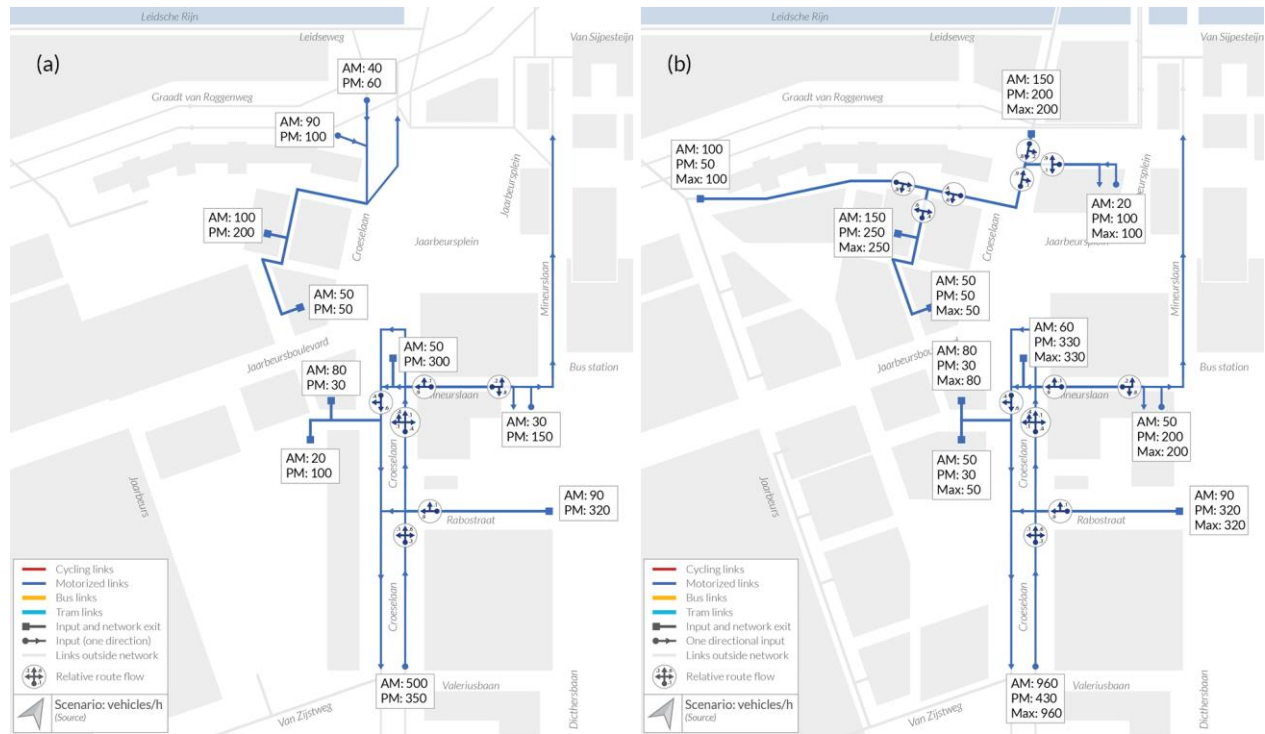 (a)
Leidsche Rijn
Leidseweg
Van Sijpesteijn
Graadt van Roggenweg
AM: 40
PM: 60
AM: 90
PM: 100
Croeselaan
Jaarbeursplein
Jaarbeursplein
AM: 100
PM: 200
AM: 50
PM: 50
Mineurslaan
Jaarbeursboulevard
AM: 50
PM: 300
AM: 80
PM: 30
Bus station
Mineurslaan
AM: 30
PM: 150
AM: 20
PM: 100
Croeselaan
Jaarbeurs
AM: 90
PM: 320
Rabostraat
Croeselaan
AM: 500
PM: 350
Valeriusbaan
Van Zijstweg
Dicthersbaan
Cycling links
Motorized links
Bus links
Tram links
Input and network exit
Input (one direction)
Links outside network
Relative route flow
Scenario: vehicles/h
(Source)
(b)
Leidsche Rijn
Leidseweg
Van Sijpesteijn
Graadt van Roggenweg
AM: 150
PM: 200
Max: 200
AM: 100
PM: 50
Max: 100
AM: 20
PM: 100
Max: 100
AM: 150
PM: 250
Max: 250
Croeselaan
Jaarbeursplein
AM: 50
PM: 50
Max: 50
Mineurslaan
AM: 60
PM: 330
Max: 330
AM: 80
PM: 30
Max: 80
Bus station
AM: 50
PM: 200
Max: 200
AM: 50
PM: 30
Max: 50
Croeselaan
Jaarbeurs
AM: 90
PM: 320
Max: 320
Rabostraat
Croeselaan
AM: 960
PM: 430
Max: 960
Valeriusbaan
Van Zijstweg
Dicthersbaan
Cycling links
Motorized links
Bus links
Tram links
Input and network exit
One directional input
Links outside network
Relative route flow
Scenario: vehicles/h
(Source)